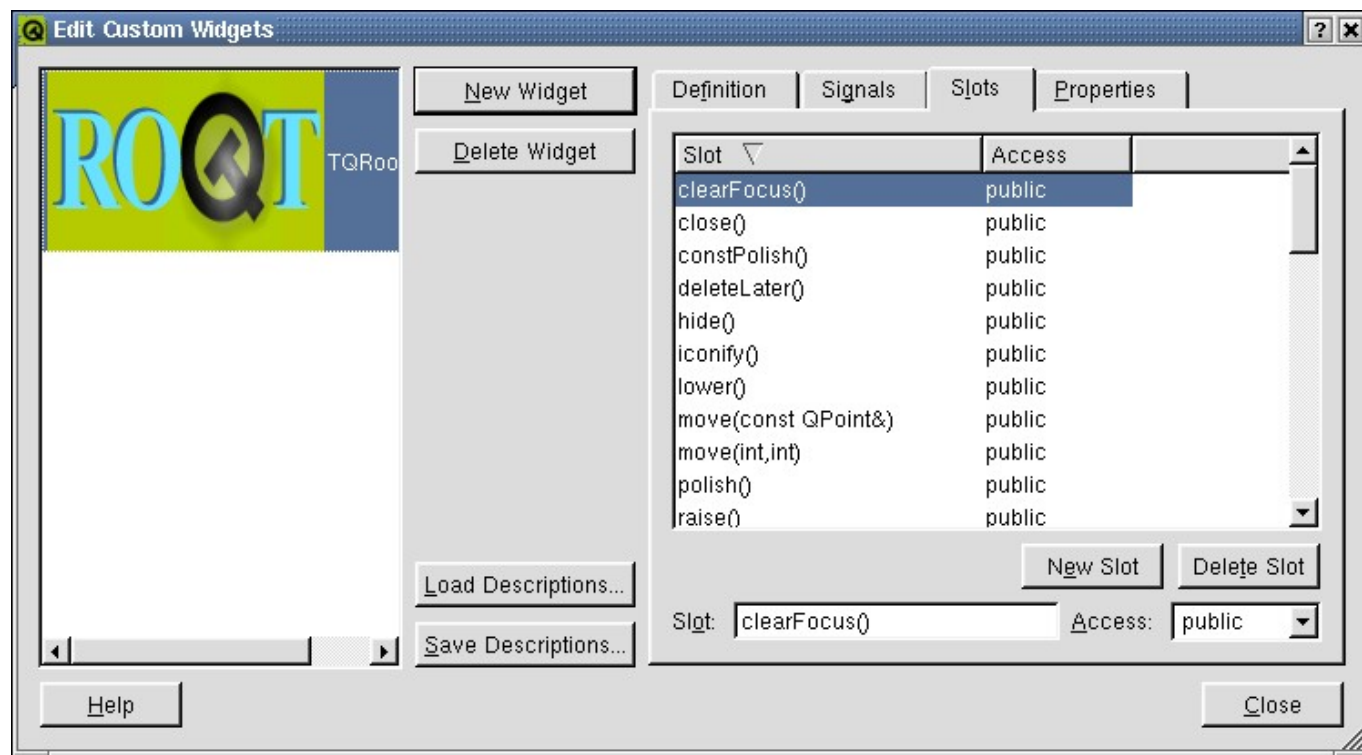 Edit Custom Widgets
ROQT
TQRoo
New Widget
Delete Widget
Load Descriptions...
Save Descriptions...
Definition Signals Slots Properties
Slot Access
clearFocus() public
close() public
constPolish() public
deleteLater() public
hide() public
iconify() public
lower() public
move(const QPoint&) public
move(int,int) public
polish() public
raise() public
New Slot Delete Slot
Slot: clearFocus() Access: public
Help Close